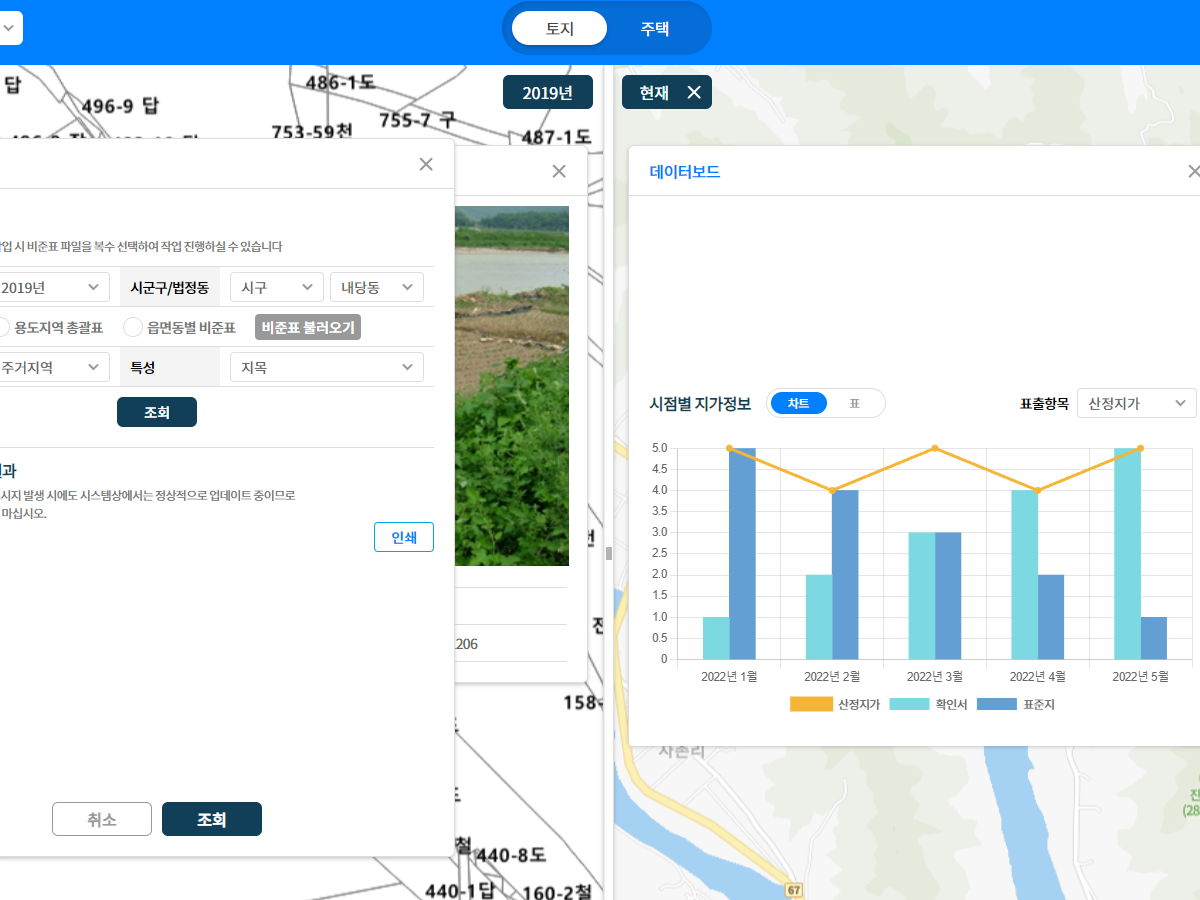 토지
주택
답
486-1도
2019년
현재
496-9 답
755-7 구
753-59천
487-1도
데이터보드
업 시 비준표 파일을 복수 선택하여 작업 진행하실 수 있습니다
2019년
시군구/법정동
시구
내당동
용도지역 총괄표
읍면동별 비준표
비준표 불러오기
주거지역
특성
지목
조회
시점별 지가정보
차트
표
표출항목
산정지가
5.0
4.5
4.0
3.5
3.0
2.5
2.0
1.5
1.0
0.5
0
2022년 1월
2022년 2월
2022년 3월
2022년 4월
2022년 5월
산정지가
확인서
표준지
과
시지 발생 시에도 시스템상에서는 정상적으로 업데이트 중이므로
마십시오.
인쇄
206
158
사촌리
취소
조회
철
440-8도
440-1답
160-2철
67
진
(28